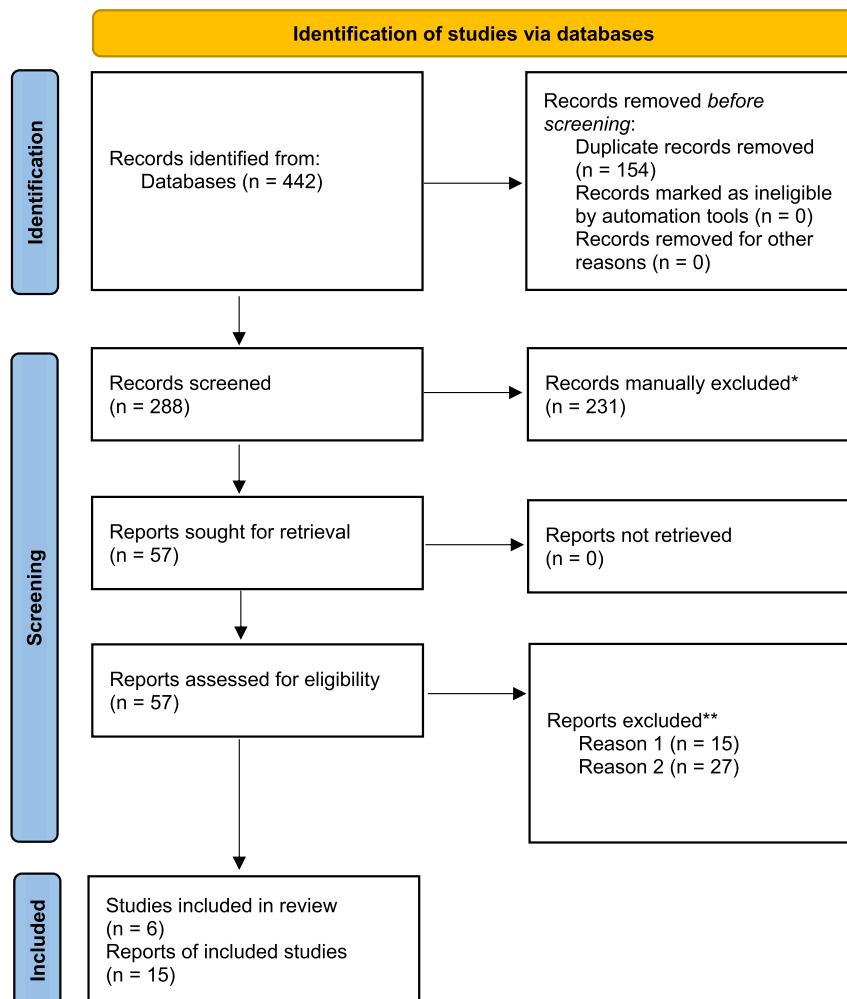 Identification of studies via databases
Identification
Records identified from:
Databases (n = 442)
Records removed before
screening:
Duplicate records removed
(n = 154)
Records marked as ineligible
by automation tools (n = 0)
Records removed for other
reasons (n = 0)
Screening
Records screened
(n = 288)
Records manually excluded*
(n = 231)
Reports sought for retrieval
(n = 57)
Reports not retrieved
(n = 0)
Reports assessed for eligibility
(n = 57)
Reports excluded**
Reason 1 (n = 15)
Reason 2 (n = 27)
Included
Studies included in review
(n = 6)
Reports of included studies
(n = 15)